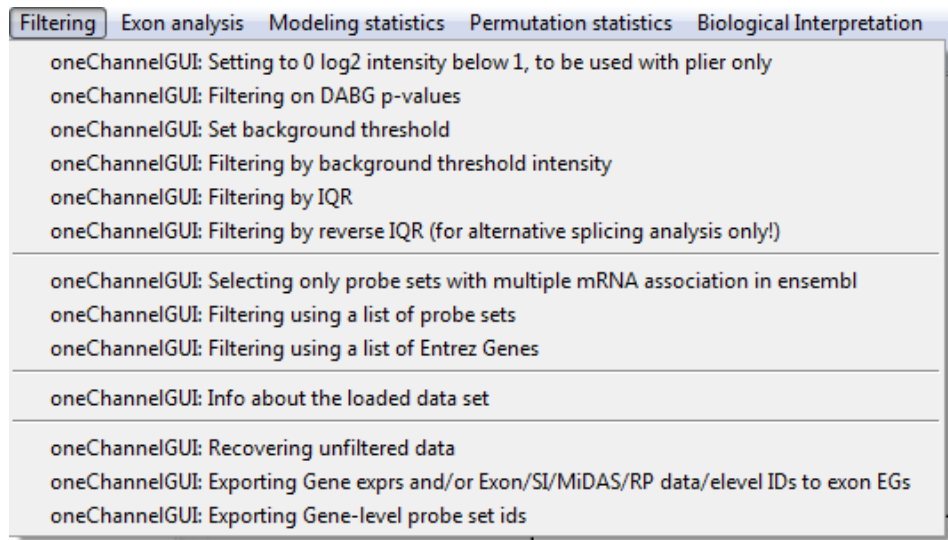 Filtering Exon analysis Modeling statistics Permutation statistics Biological Interpretation
oneChannelGUI: Setting to 0 log2 intensity below 1, to be used with plier only
oneChannelGUI: Filtering on DABG p-values
oneChannelGUI: Set background threshold
oneChannelGUI: Filtering by background threshold intensity
oneChannelGUI: Filtering by IQR
oneChannelGUI: Filtering by reverse IQR (for alternative splicing analysis only!)
oneChannelGUI: Selecting only probe sets with multiple mRNA association in ensembl
oneChannelGUI: Filtering using a list of probe sets
oneChannelGUI: Filtering using a list of Entrez Genes
oneChannelGUI: Info about the loaded data set
oneChannelGUI: Recovering unfiltered data
oneChannelGUI: Exporting Gene exprs and/or Exon/SI/MiDAS/RP data/elevel IDs to exon EGs
oneChannelGUI: Exporting Gene-level probe set ids